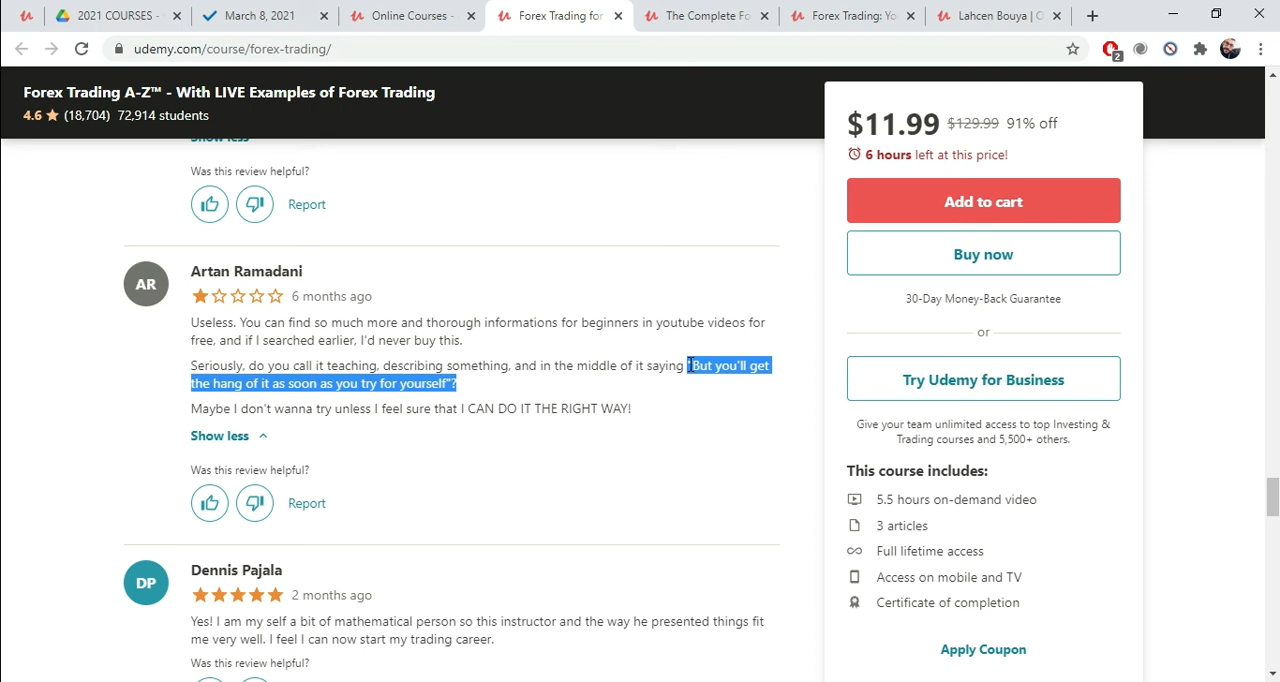 2021 COURSES -
March 8, 2021
Online Courses -
Forex Trading for
The Complete Fo
Forex Trading: Yo
Lahcen Bouya | O
udemy.com/course/forex-trading/
2
Forex Trading A-Z™ - With LIVE Examples of Forex Trading
4.6 (18,704) 72,914 students
Show less
Was this review helpful?
Report
AR
Artan Ramadani
6 months ago
Useless. You can find so much more and thorough informations for beginners in youtube videos for
free, and if I searched earlier, I'd never buy this.
Seriously, do you call it teaching, describing something, and in the middle of it saying "But you'll get
the hang of it as soon as you try for yourself"?
Maybe I don't wanna try unless I feel sure that I CAN DO IT THE RIGHT WAY!
Show less
Was this review helpful?
Report
DP
Dennis Pajala
2 months ago
Yes! I am my self a bit of mathematical person so this instructor and the way he presented things fit
me very well. I feel I can now start my trading career.
Was this review helpful?
$11.99 $129.99 91% off
6 hours left at this price!
Add to cart
Buy now
30-Day Money-Back Guarantee
or
Try Udemy for Business
Give your team unlimited access to top Investing &
Trading courses and 5,500+ others.
This course includes:
5.5 hours on-demand video
3 articles
Full lifetime access
Access on mobile and TV
Certificate of completion
Apply Coupon